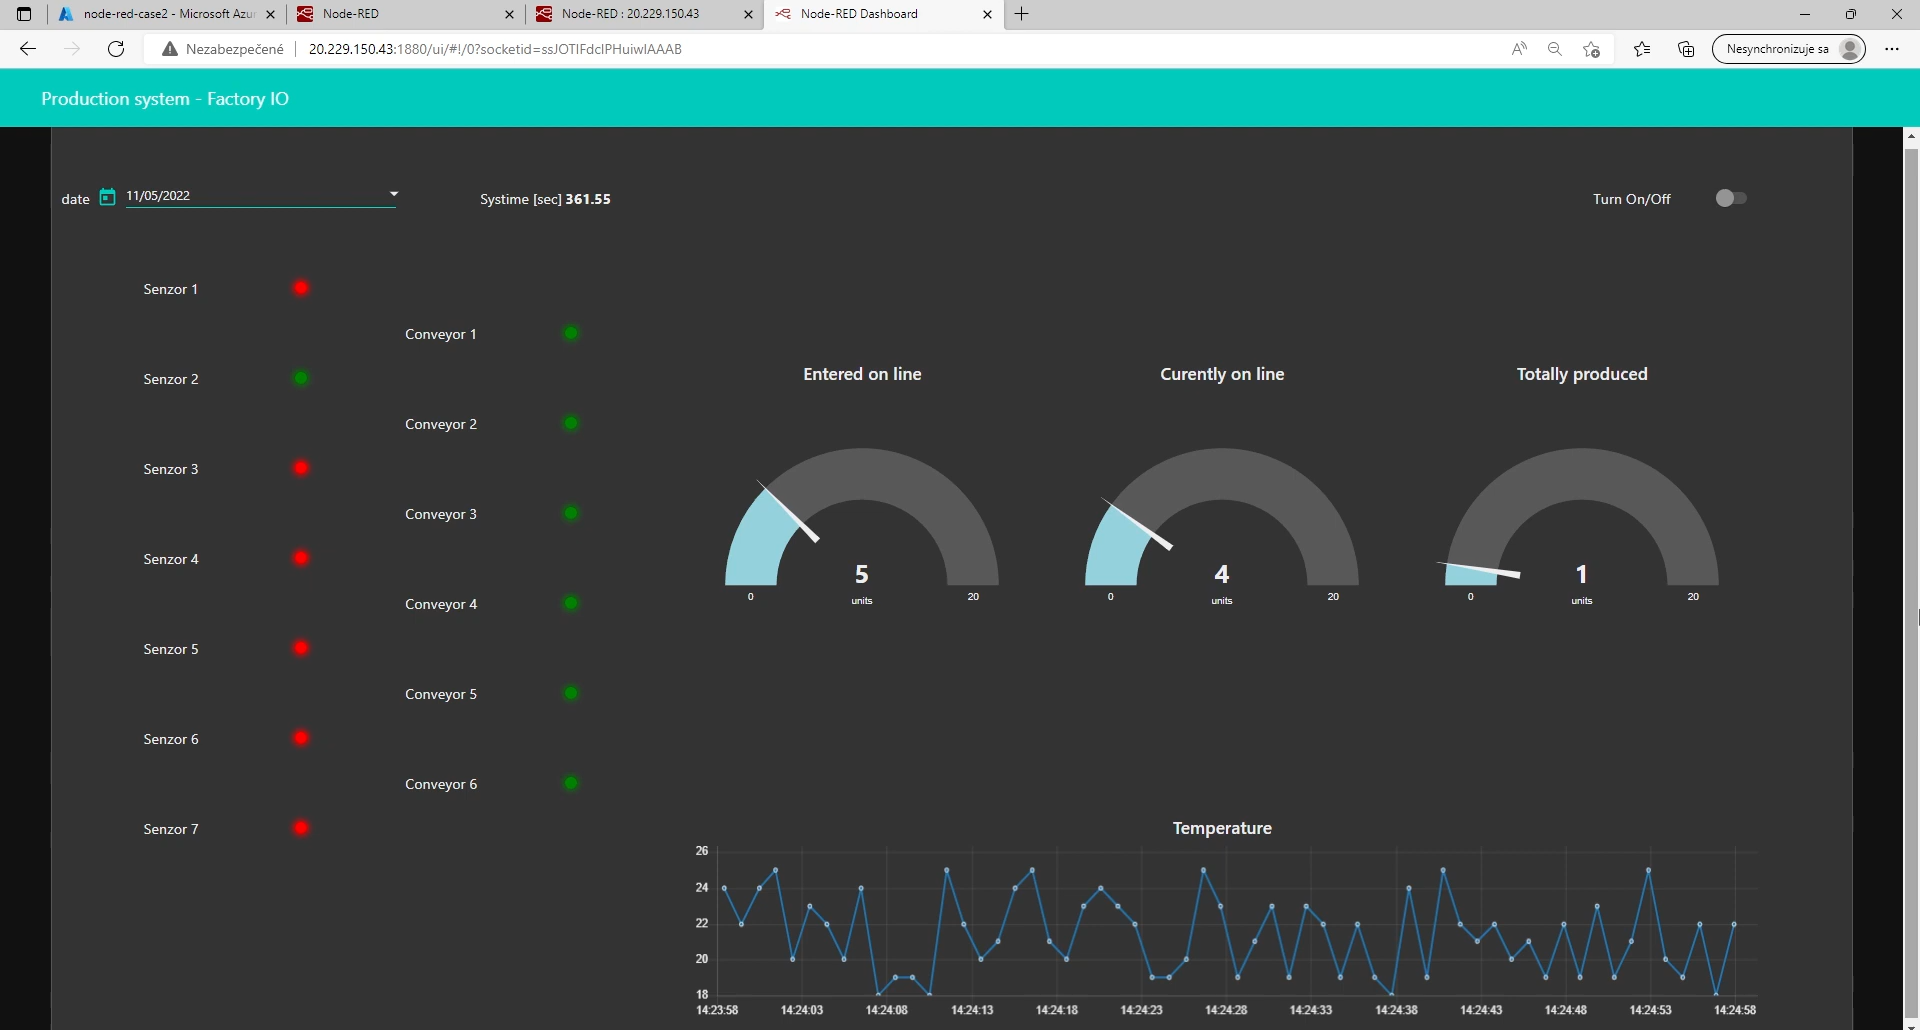 node-red-case2 - Microsoft Azu
Node-RED
Node-RED : 20.229.150.43
Node-RED Dashboard
Nezabezpečené
20.229.150.43:1880/ui/#!/0?socketid=ssJOTIFdcIPHuiwIAAAB
Nesynchronizuje sa
Production system - Factory IO
date 11/05/2022
Systime [sec] 361.55
Turn On/Off
Senzor 1
Conveyor 1
Senzor 2
Conveyor 2
Senzor 3
Conveyor 3
Senzor 4
Conveyor 4
Senzor 5
Conveyor 5
Senzor 6
Conveyor 6
Senzor 7
Entered on line
5
0 units 20
Curently on line
4
0 units 20
Totally produced
1
0 units 20
Temperature
26
24
22
20
18
14:23:58 14:24:03 14:24:08 14:24:13 14:24:18 14:24:23 14:24:28 14:24:33 14:24:38 14:24:43 14:24:48 14:24:53 14:24:58